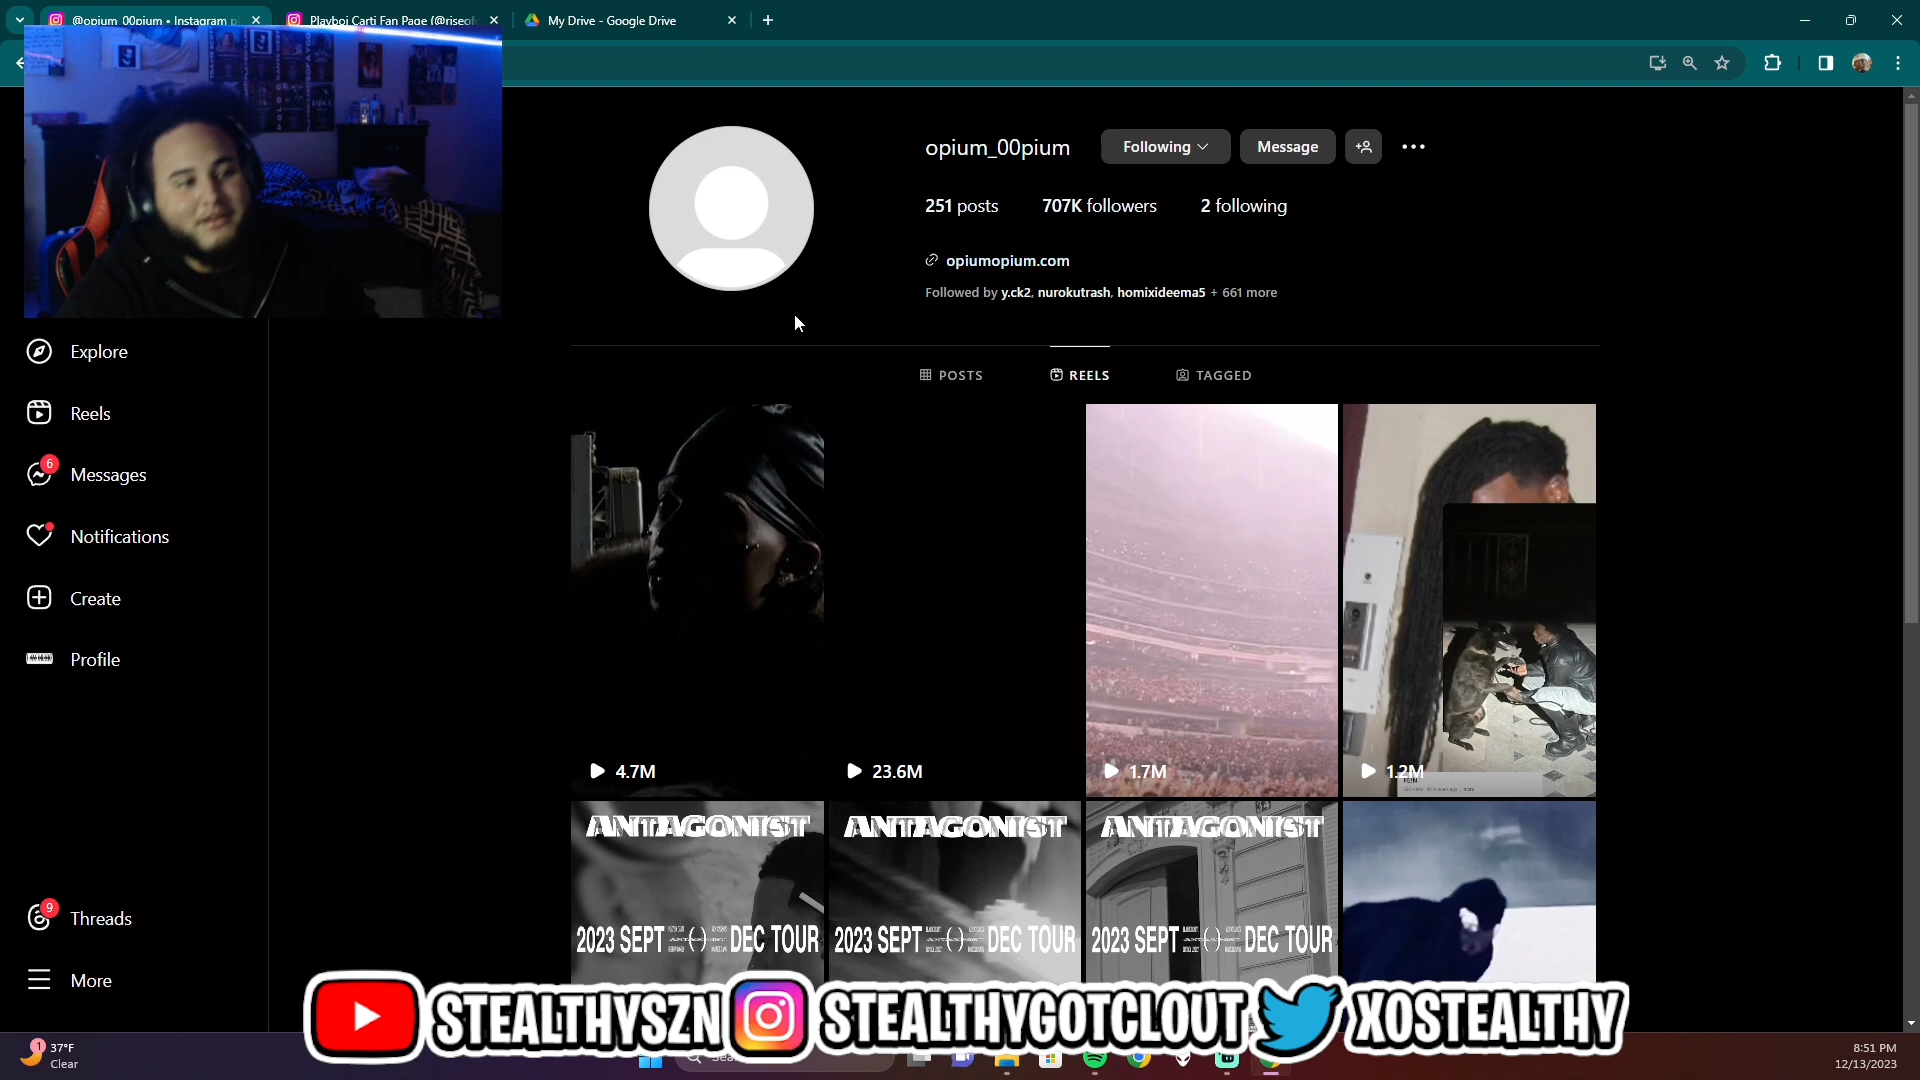 @opium_00pium • Instagram p
Playboi Carti Fan Page (@riseof
My Drive - Google Drive
opium_00pium
Following
Message
251 posts
707K followers
2 following
opiumopium.com
Followed by y.ck2, nurokutrash, homixideema5 + 661 more
Explore
Reels
6
Messages
Notifications
Create
Profile
9
Threads
More
POSTS
REELS
TAGGED
4.7M
23.6M
1.7M
1.2M
FE!N
ANTAGONIST
2023 SEPT ( ) DEC TOUR
ANTAGONIST
2023 SEPT ( ) DEC TOUR
ANTAGONIST
2023 SEPT ( ) DEC TOUR
STEALTHYSZN
STEALTHYGOTCLOUT
XOSTEALTHY
1
37°F
Clear
8:51 PM
12/13/2023